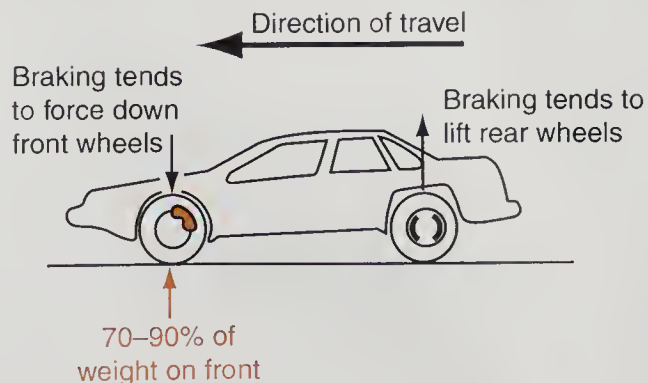 Direction of travel
Braking tends
to force down
front wheels
Braking tends to
lift rear wheels
70–90% of
weight on front